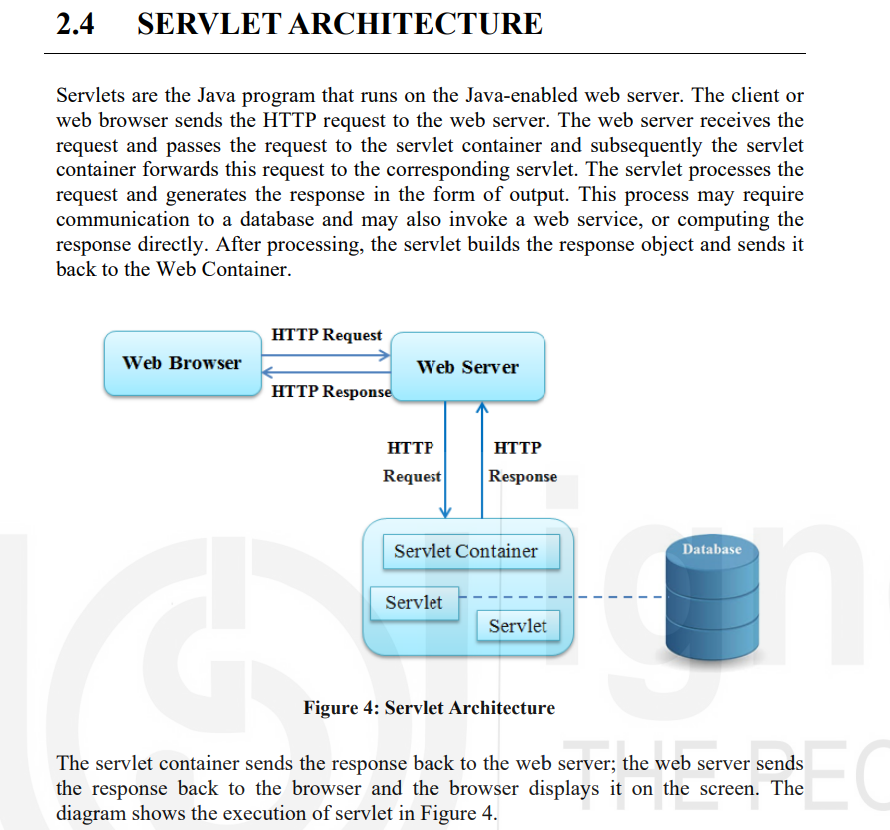 2.4 SERVLET ARCHITECTURE
Servlets are the Java program that runs on the Java-enabled web server. The client or
web browser sends the HTTP request to the web server. The web server receives the
request and passes the request to the servlet container and subsequently the servlet
container forwards this request to the corresponding servlet. The servlet processes the
request and generates the response in the form of output. This process may require
communication to a database and may also invoke a web service, or computing the
response directly. After processing, the servlet builds the response object and sends it
back to the Web Container.
HTTP Request
Web Browser
Web Server
HTTP Response
HTTP
Request
HTTP
Response
Servlet Container
Database
Servlet
Servlet
ign
Figure 4: Servlet Architecture
THE PEO
The servlet container sends the response back to the web server; the web server sends
the response back to the browser and the browser displays it on the screen. The
diagram shows the execution of servlet in Figure 4.